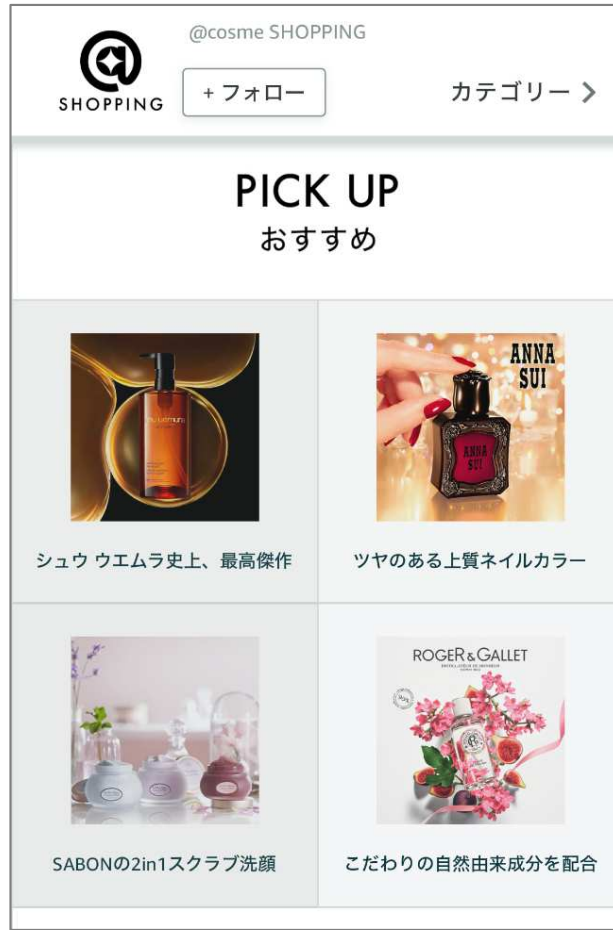 @cosme SHOPPING
@
SHOPPING
+ フォロー
カテゴリー >
PICK UP
おすすめ
shu uemura
ANNA
SUI
ANNA
SUI
シュウ ウエムラ史上、最高傑作
ツヤのある上質ネイルカラー
ROGER & GALLET
SABONの2in1スクラブ洗顔
こだわりの自然由来成分を配合